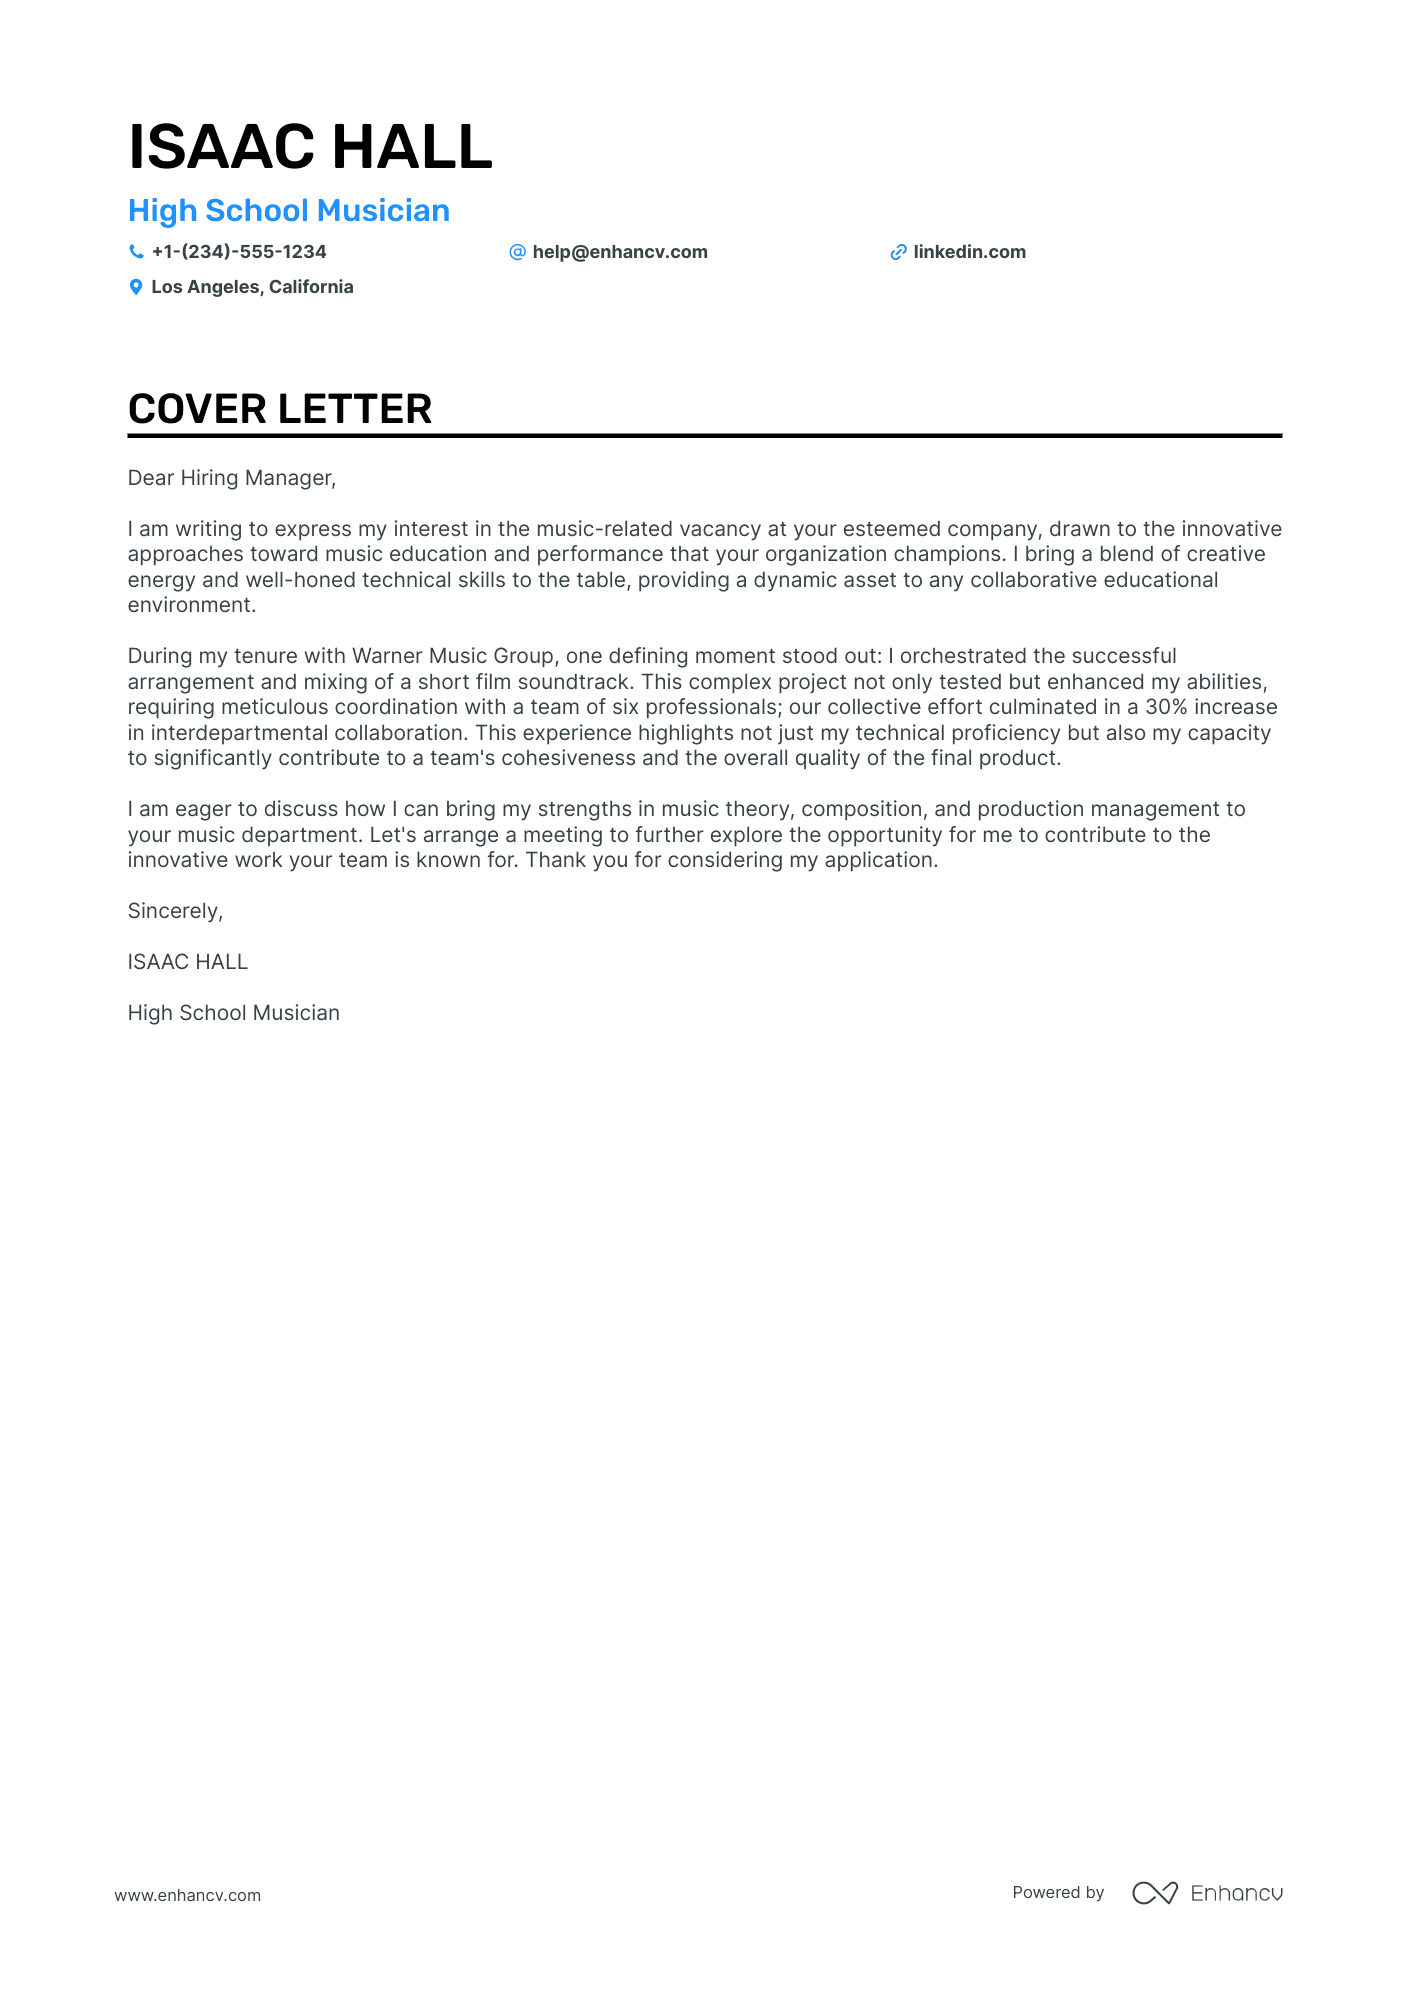 ISAAC HALL
High School Musician
+1-(234)-555-1234 help@enhancv.com linkedin.com
Los Angeles, California
COVER LETTER
Dear Hiring Manager,
I am writing to express my interest in the music-related vacancy at your esteemed company, drawn to the innovative
approaches toward music education and performance that your organization champions. I bring a blend of creative
energy and well-honed technical skills to the table, providing a dynamic asset to any collaborative educational
environment.
During my tenure with Warner Music Group, one defining moment stood out: I orchestrated the successful
arrangement and mixing of a short film soundtrack. This complex project not only tested but enhanced my abilities,
requiring meticulous coordination with a team of six professionals; our collective effort culminated in a 30% increase
in interdepartmental collaboration. This experience highlights not just my technical proficiency but also my capacity
to significantly contribute to a team's cohesiveness and the overall quality of the final product.
I am eager to discuss how I can bring my strengths in music theory, composition, and production management to
your music department. Let's arrange a meeting to further explore the opportunity for me to contribute to the
innovative work your team is known for. Thank you for considering my application.
Sincerely,
ISAAC HALL
High School Musician
www.enhancv.com Powered by Enhancv